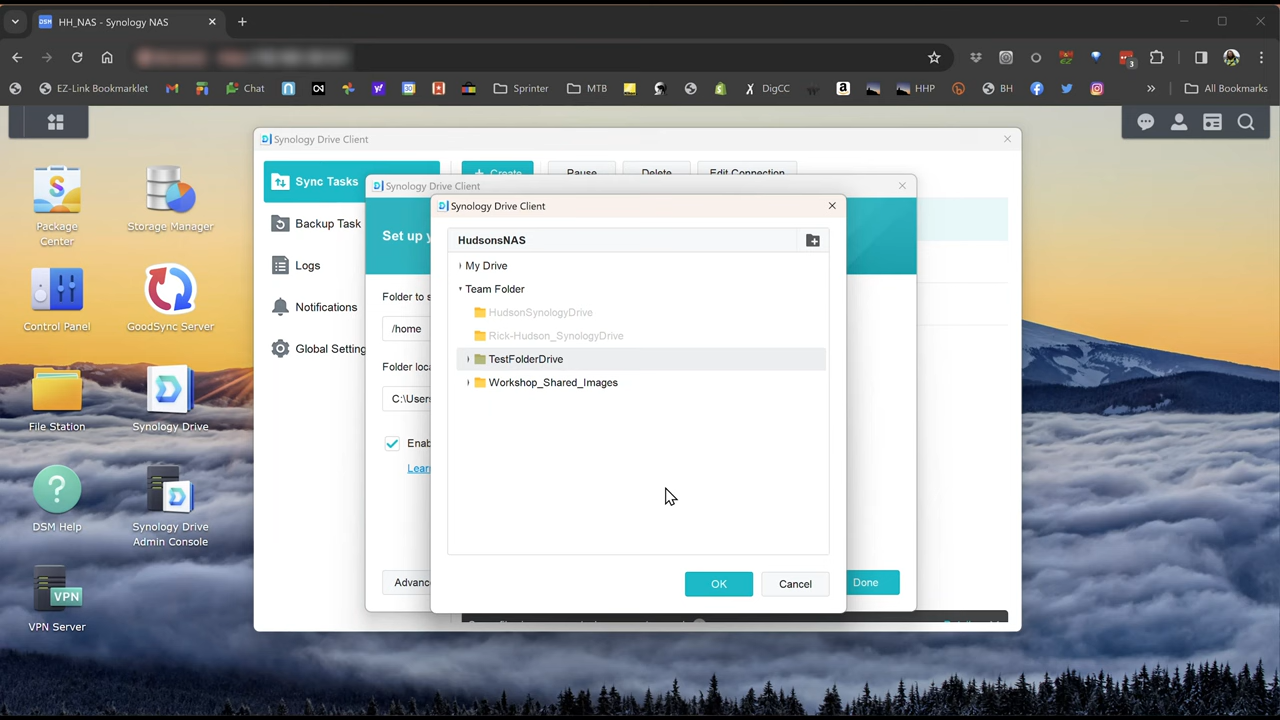 DSM HH_NAS - Synology NAS
EZ-Link Bookmarklet
Chat
Sprinter
MTB
DigCC
HHP
BH
All Bookmarks
3
Synology Drive Client
Sync Tasks
Create
Pause
Delete
Edit Connection
Backup Task
Logs
Notifications
Global Setting
Synology Drive Client
Set up y
Folder to s
/home
Folder loca
C:\Users
Enab
Learn
Advanc
Done
Synology Drive Client
HudsonsNAS
My Drive
Team Folder
HudsonSynologyDrive
Rick-Hudson_SynologyDrive
TestFolderDrive
Workshop_Shared_Images
OK
Cancel
Package Center
Storage Manager
Control Panel
GoodSync Server
File Station
Synology Drive
DSM Help
Synology Drive
Admin Console
VPN
VPN Server